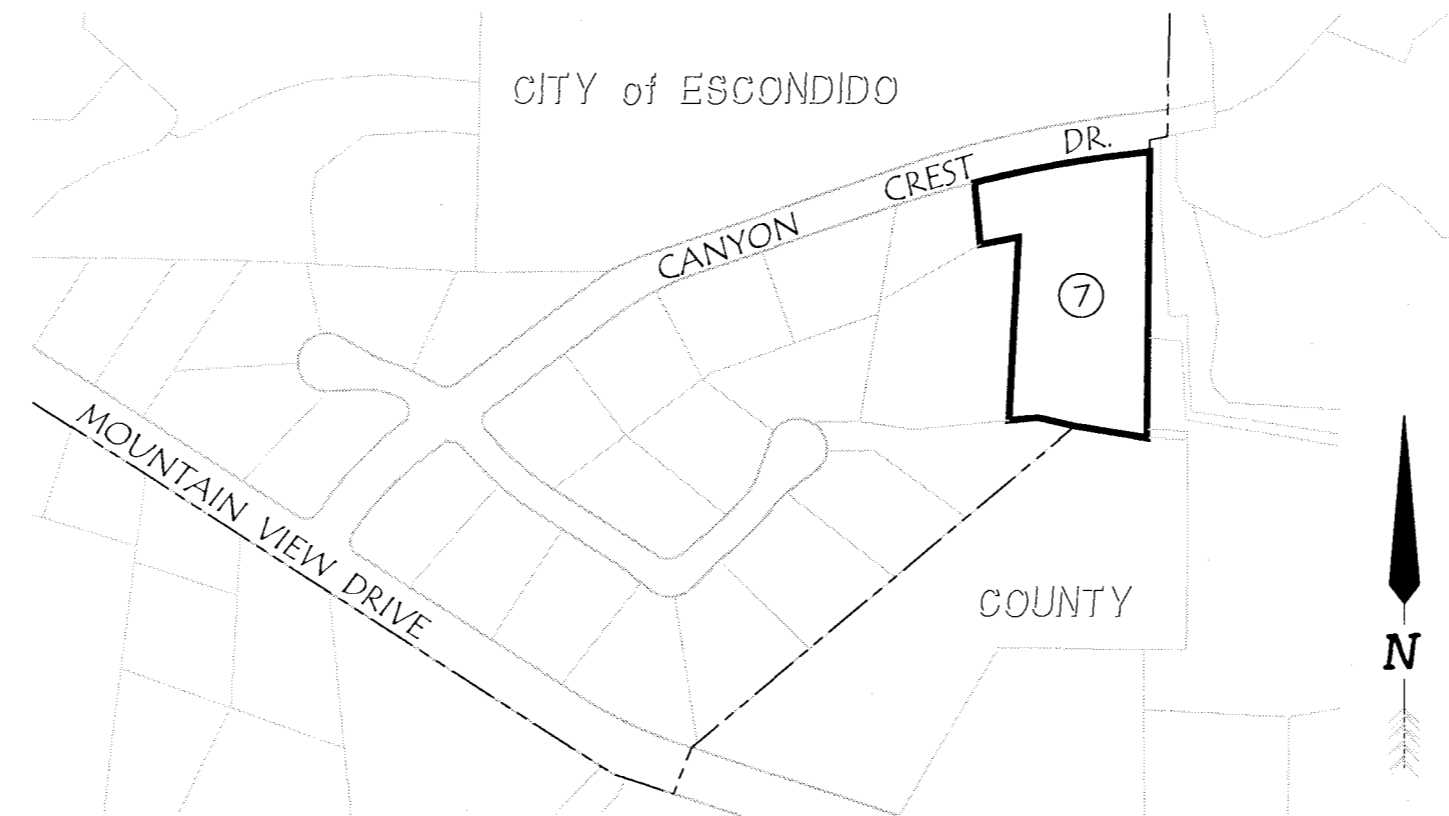 CITY of ESCONDIDO
CANYON CREST DR.
7
MOUNTAIN VIEW DRIVE
COUNTY
N